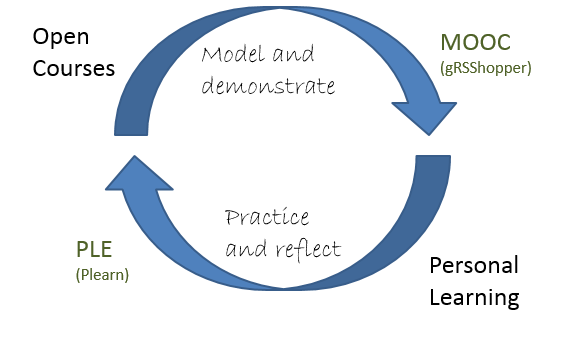 Open
Courses
Model and
demonstrate
MOOC
(gRSShopper)
PLE
(Plearn)
Practice
and reflect
Personal
Learning